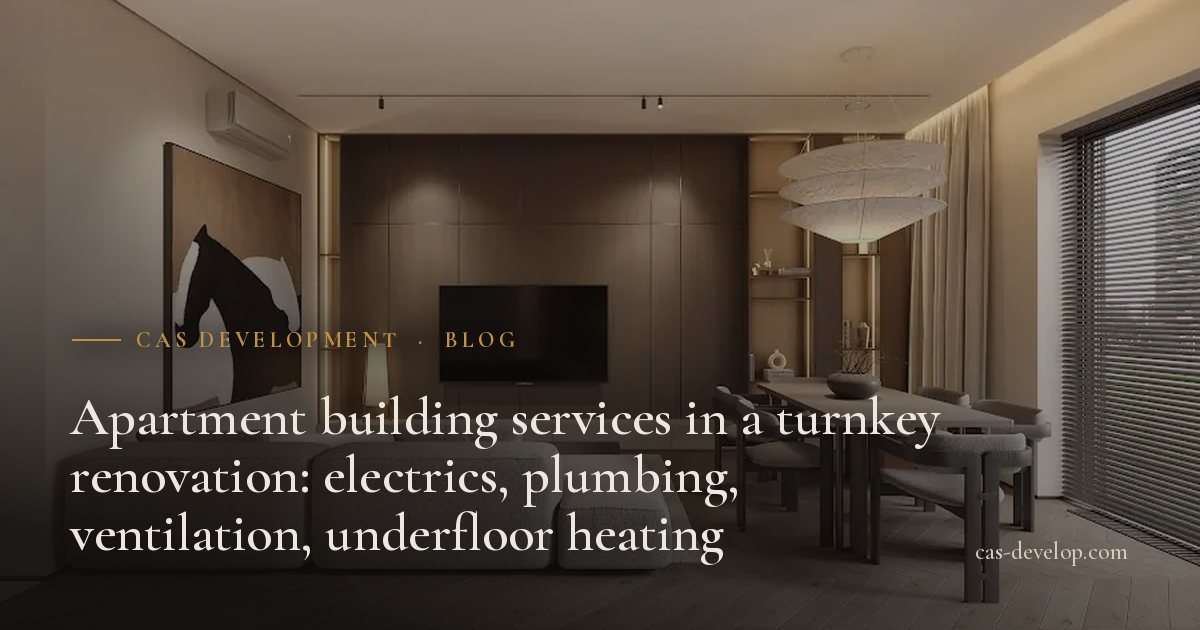 CAS DEVELOPMENT · BLOG
Apartment building services in a turnkey
renovation: electrics, plumbing,
ventilation, underfloor heating
cas-develop.com